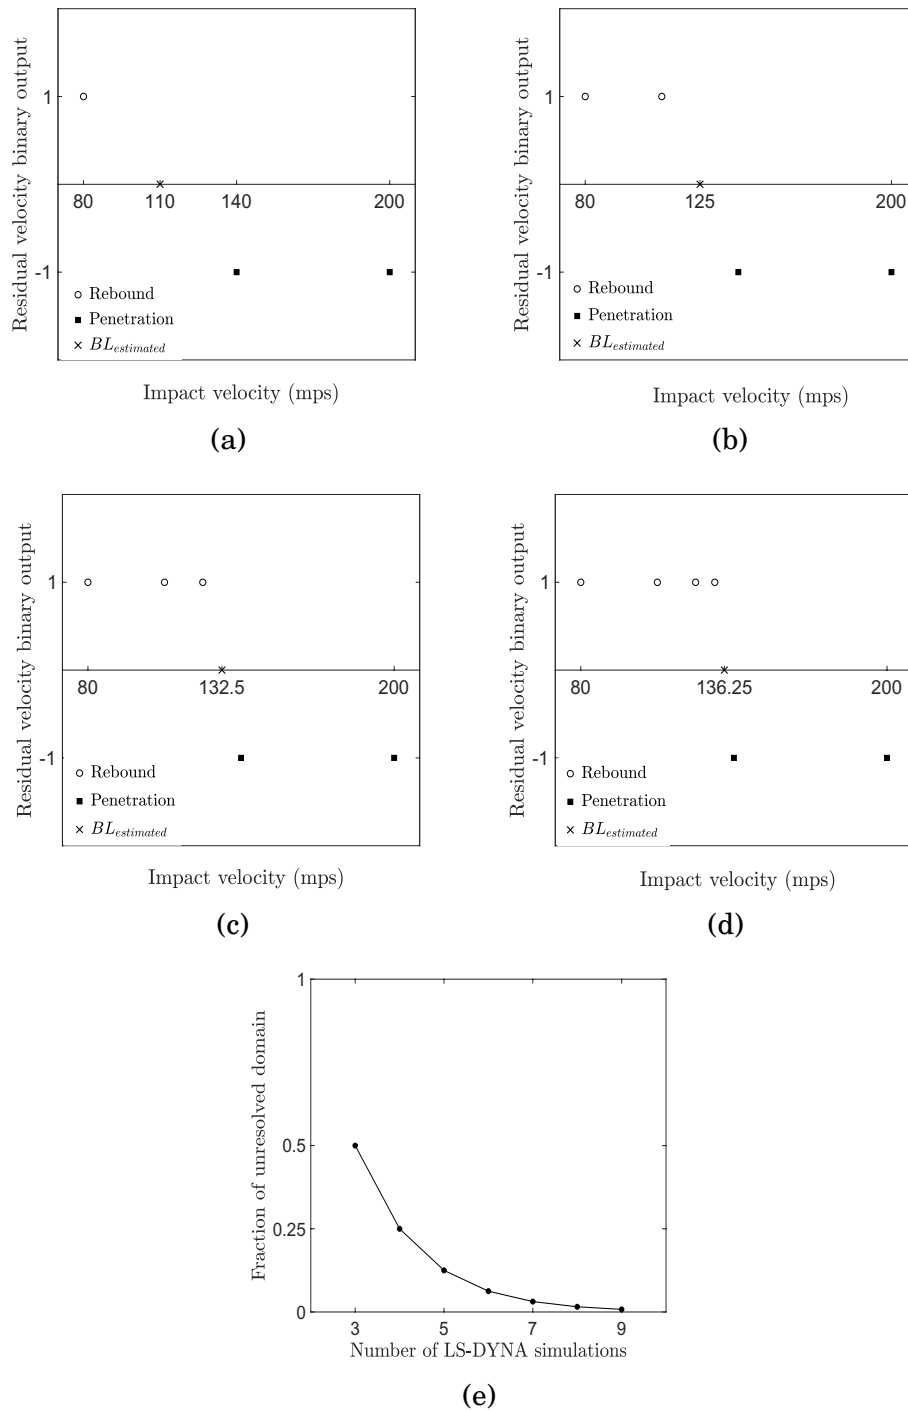 Residual velocity binary output
1
-1
80
110
140
200
Rebound
Penetration
BL_estimated
Impact velocity (mps)
(a)
Residual velocity binary output
1
-1
80
125
200
Rebound
Penetration
BL_estimated
Impact velocity (mps)
(b)
Residual velocity binary output
1
-1
80
132.5
200
Rebound
Penetration
BL_estimated
Impact velocity (mps)
(c)
Residual velocity binary output
1
-1
80
136.25
200
Rebound
Penetration
BL_estimated
Impact velocity (mps)
(d)
Fraction of unresolved domain
1
0.5
0.25
0
3
5
7
9
Number of LS-DYNA simulations
(e)